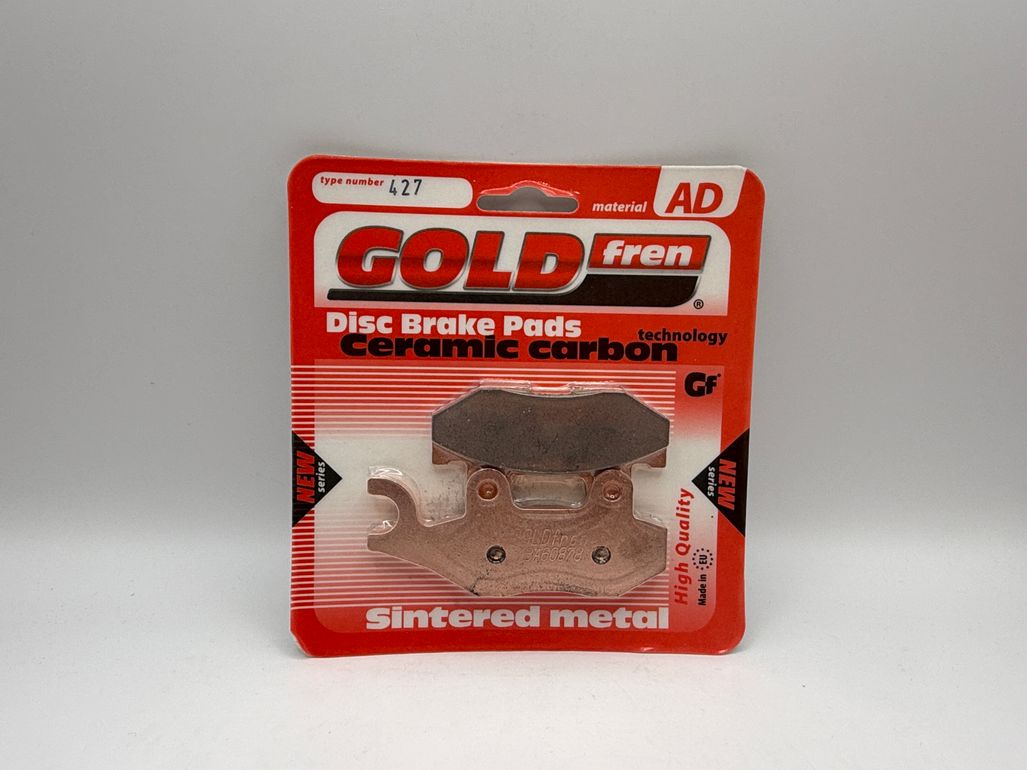 type number 427
material AD
GOLD fren ®
Disc Brake Pads
Ceramic carbon technology
Gf
NEW series
NEW series
High Quality
Made in EU
Sintered metal